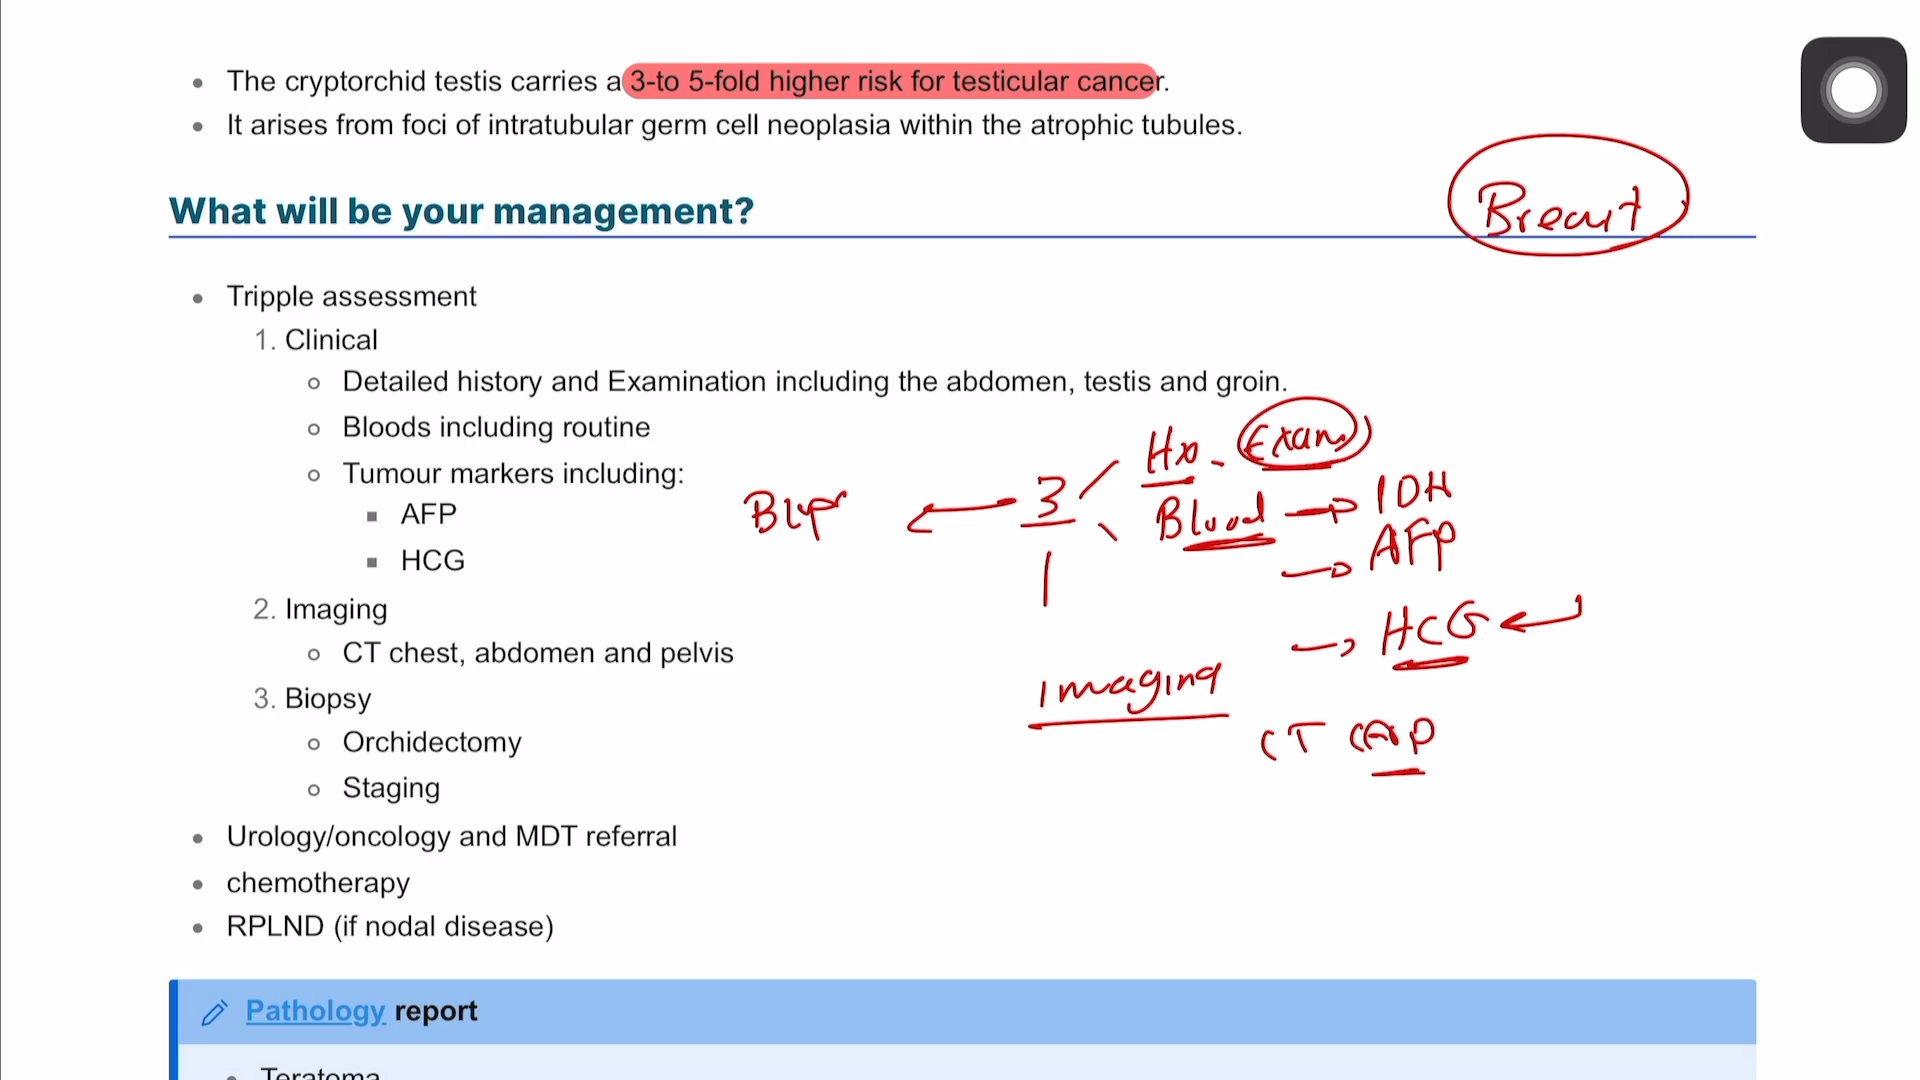 The cryptorchid testis carries a 3-to 5-fold higher risk for testicular cancer.
It arises from foci of intratubular germ cell neoplasia within the atrophic tubules.
Breast
What will be your management?
Tripple assessment
1. Clinical
Detailed history and Examination including the abdomen, testis and groin.
Bloods including routine
Tumour markers including:
AFP
HCG
2. Imaging
CT chest, abdomen and pelvis
3. Biopsy
Orchidectomy
Staging
Urology/oncology and MDT referral
chemotherapy
RPLND (if nodal disease)
Hx - Exam
3
Blood
LDH
AFP
HCG
Imaging
CT CAP
Pathology report
Teratoma